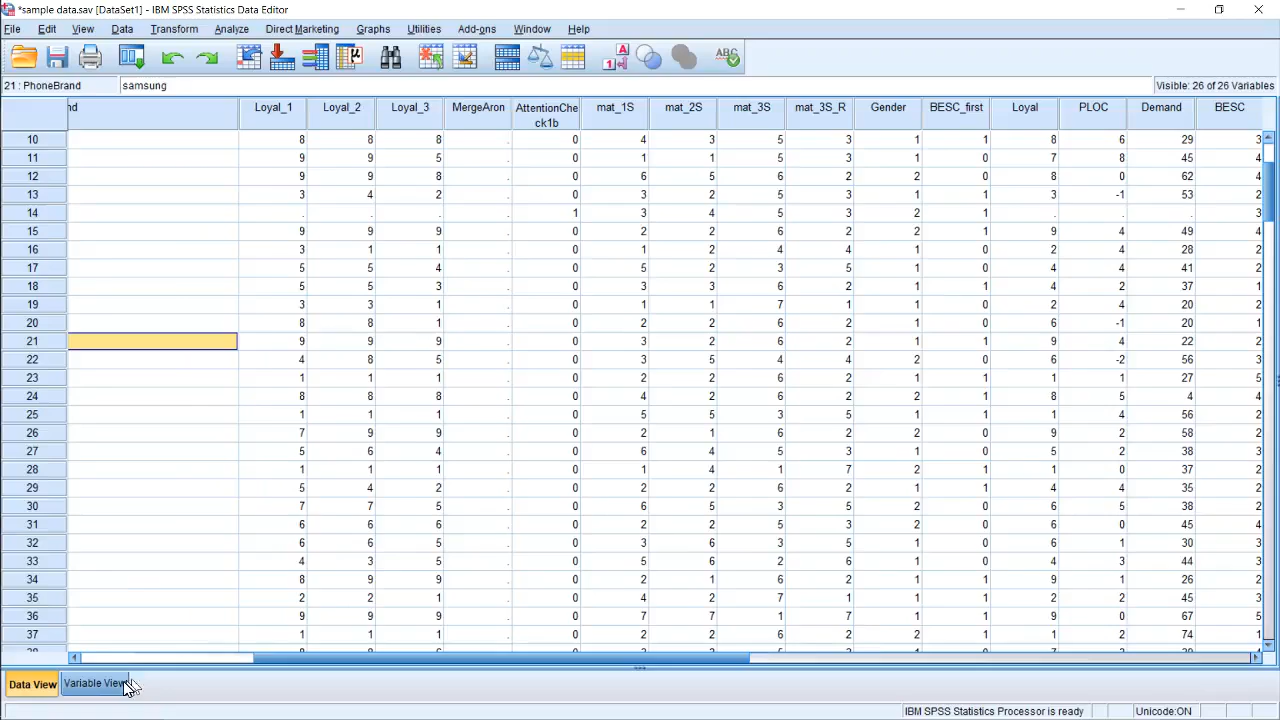 *sample data.sav [DataSet1] - IBM SPSS Statistics Data Editor
File Edit View Data Transform Analyze Direct Marketing Graphs Utilities Add-ons Window Help
21 : PhoneBrand samsung Visible: 26 of 26 Variables
nd Loyal_1 Loyal_2 Loyal_3 MergeAron AttentionChe mat_1S mat_2S mat_3S mat_3S_R Gender BESC_first Loyal PLOC Demand BESC
ck1b
10 8 8 8 . 0 4 3 5 3 1 1 8 6 29 3
11 9 9 5 . 0 1 1 5 3 1 0 7 8 45 4
12 9 9 8 . 0 6 5 6 2 2 0 8 0 62 4
13 3 4 2 . 0 3 2 5 3 1 1 3 -1 53 2
14 . . . . 1 3 4 5 3 2 1 . . . 3
15 9 9 9 . 0 2 2 6 2 2 1 9 4 49 4
16 3 1 1 . 0 1 2 4 4 1 0 2 4 28 2
17 5 5 4 . 0 5 2 3 5 1 0 4 4 41 2
18 5 5 3 . 0 3 3 6 2 1 0 4 2 37 1
19 3 3 1 . 0 1 1 7 1 1 0 2 4 20 2
20 8 8 1 . 0 2 2 6 2 1 0 6 -1 20 1
21 9 9 9 . 0 3 2 6 2 1 1 9 4 22 2
22 4 8 5 . 0 3 5 4 4 2 0 6 -2 56 3
23 1 1 1 . 0 2 2 6 2 1 1 1 1 27 5
24 8 8 8 . 0 4 2 6 2 2 1 8 5 4 4
25 1 1 1 . 0 5 5 3 5 1 1 1 4 56 2
26 7 9 9 . 0 2 1 6 2 2 0 9 2 58 2
27 5 6 4 . 0 6 4 5 3 1 0 5 2 38 3
28 1 1 1 . 0 1 4 1 7 2 1 1 0 37 2
29 5 4 2 . 0 2 2 6 2 1 1 4 4 35 2
30 7 7 5 . 0 6 5 3 5 2 0 6 5 38 2
31 6 6 6 . 0 2 2 5 3 2 0 6 0 45 4
32 6 6 5 . 0 3 6 3 5 1 0 6 1 30 3
33 4 3 5 . 0 5 6 2 6 1 0 4 3 44 3
34 8 9 9 . 0 2 1 6 2 1 1 9 1 26 2
35 2 2 1 . 0 4 2 7 1 1 1 2 2 45 3
36 9 9 9 . 0 7 7 1 7 1 0 9 0 67 5
37 1 1 1 . 0 2 2 6 2 2 1 1 2 74 1
Data View Variable View
IBM SPSS Statistics Processor is ready Unicode:ON